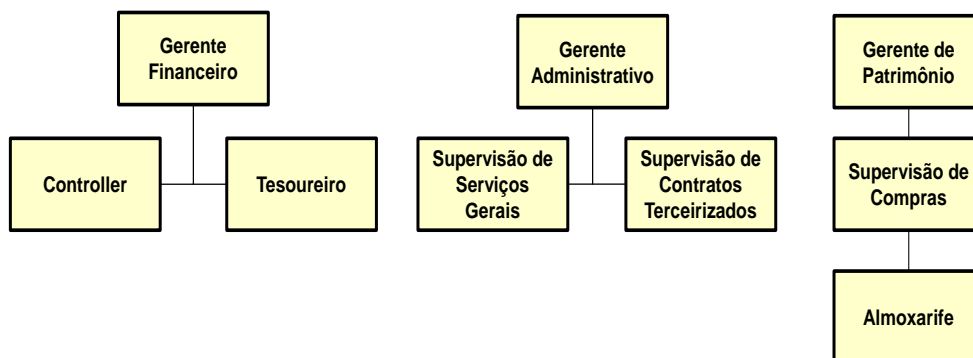 Gerente
Financeiro
Gerente
Administrativo
Gerente de
Patrimônio
Controller
Tesoureiro
Supervisão de
Serviços
Gerais
Supervisão de
Contratos
Terceirizados
Supervisão de
Compras
Almoxarife